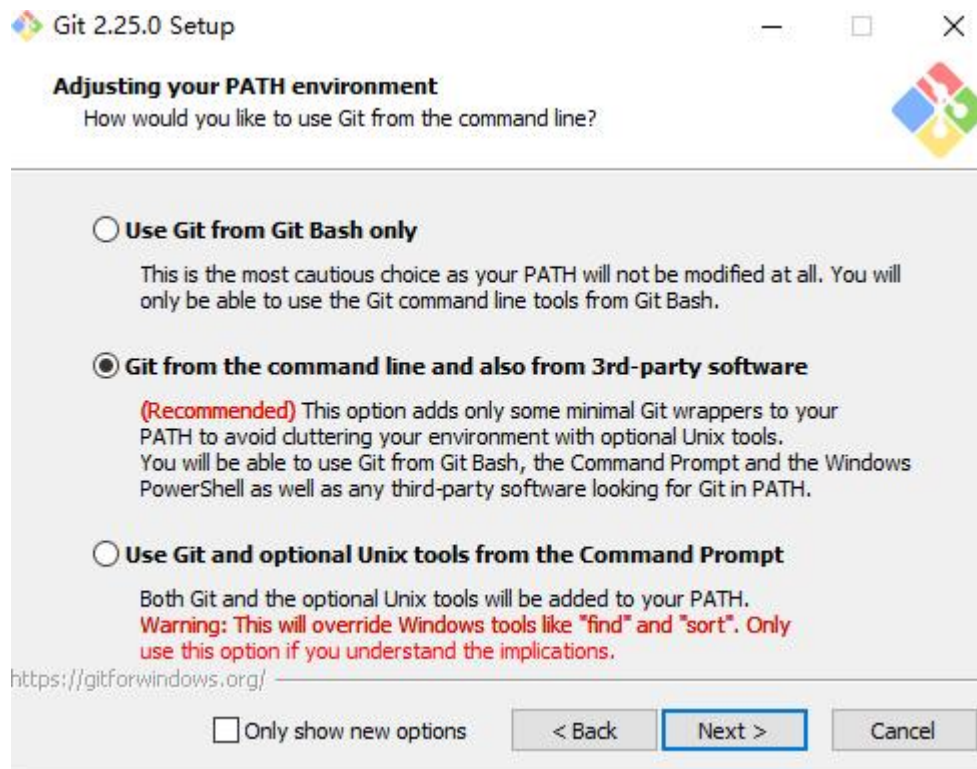 Git 2.25.0 Setup
Adjusting your PATH environment
How would you like to use Git from the command line?
Use Git from Git Bash only
This is the most cautious choice as your PATH will not be modified at all. You will
only be able to use the Git command line tools from Git Bash.
Git from the command line and also from 3rd-party software
(Recommended) This option adds only some minimal Git wrappers to your
PATH to avoid cluttering your environment with optional Unix tools.
You will be able to use Git from Git Bash, the Command Prompt and the Windows
PowerShell as well as any third-party software looking for Git in PATH.
Use Git and optional Unix tools from the Command Prompt
Both Git and the optional Unix tools will be added to your PATH.
Warning: This will override Windows tools like "find" and "sort". Only
use this option if you understand the implications.
https://gitforwindows.org/
Only show new options
< Back
Next >
Cancel